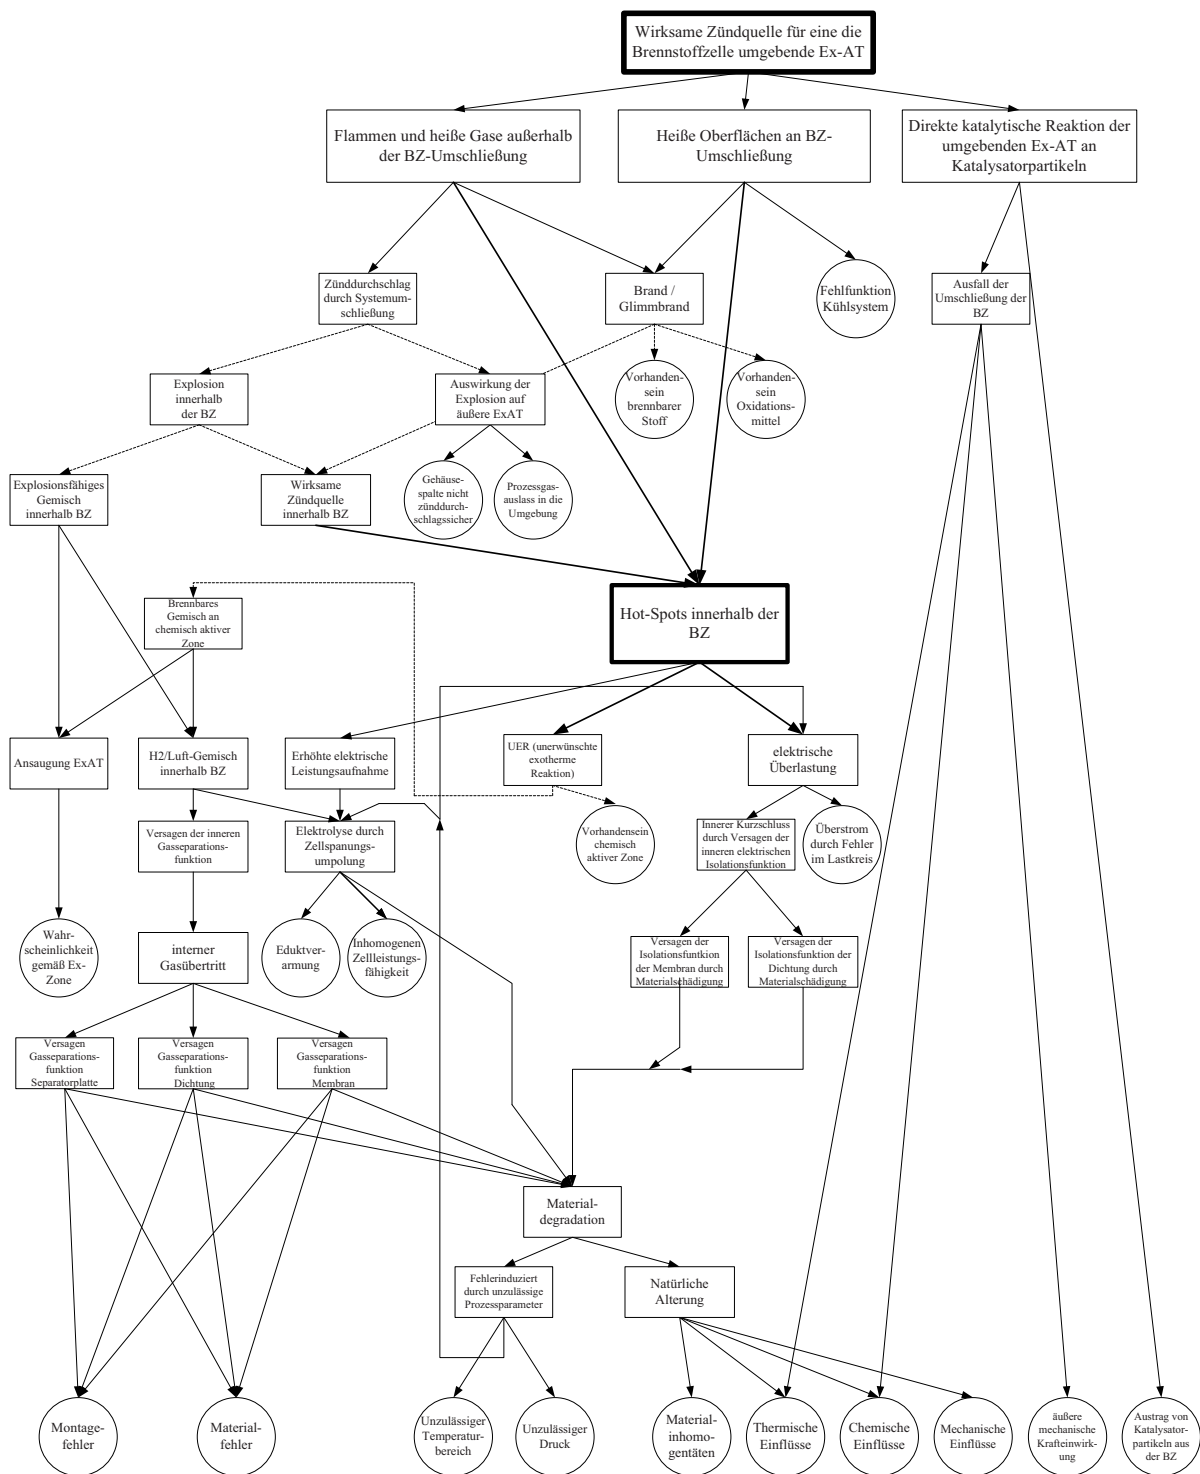 Wirksame Zündquelle für eine die
Brennstoffzelle umgebende Ex-AT
Flammen und heiße Gase außerhalb
der BZ-Umschließung
Heiße Oberflächen an BZ-
Umschließung
Direkte katalytische Reaktion der
umgebenden Ex-AT an
Katalysatorpartikeln
Zünddurchschlag
durch Systemum-
schließung
Brand /
Glimmbrand
Fehlfunktion
Kühlsystem
Ausfall der
Umschließung der
BZ
Explosion
innerhalb
der BZ
Auswirkung der
Explosion auf
äußere ExAT
Vorhanden-
sein
brennbarer
Stoff
Vorhanden-
sein
Oxidations-
mittel
Explosionsfähiges
Gemisch
innerhalb BZ
Wirksame
Zündquelle
innerhalb BZ
Gehäuse-
spalte nicht
zünddurch-
schlagssicher
Prozessgas-
auslass in die
Umgebung
Brennbares
Gemisch an
chemisch aktiver
Zone
Hot-Spots innerhalb der
BZ
Ansaugung ExAT
H2/Luft-Gemisch
innerhalb BZ
Erhöhte elektrische
Leistungsaufnahme
UER (unerwünschte
exotherme
Reaktion)
elektrische
Überlastung
Versagen der inneren
Gasseparations-
funktion
Elektrolyse durch
Zellspanungs-
umpolung
Vorhandensein
chemisch
aktiver Zone
Innerer Kurzschluss
durch Versagen der
inneren elektrischen
Isolationsfunktion
Überstrom
durch Fehler
im Lastkreis
Wahr-
scheinlichkeit
gemäß Ex-
Zone
interner
Gasübertritt
Eduktver-
armung
Inhomogenen
Zellleistungs-
fähigkeit
Versagen der
Isolationsfuntkion
der Membran durch
Materialschädigung
Versagen der
Isolationsfunktion der
Dichtung durch
Materialschädigung
Versagen
Gasseparations-
funktion
Separatorplatte
Versagen
Gasseparations-
funktion
Dichtung
Versagen
Gasseparations-
funktion
Membran
Material-
degradation
Fehlerinduziert
durch unzulässige
Prozessparameter
Natürliche
Alterung
Montage-
fehler
Material-
fehler
Unzulässiger
Temperatur-
bereich
Unzulässiger
Druck
Material-
inhomo-
gentäten
Thermische
Einflüsse
Chemische
Einflüsse
Mechanische
Einflüsse
äußere
mechanische
Krafteinwirk-
ung
Austrag von
Katalysator-
partikeln aus
der BZ